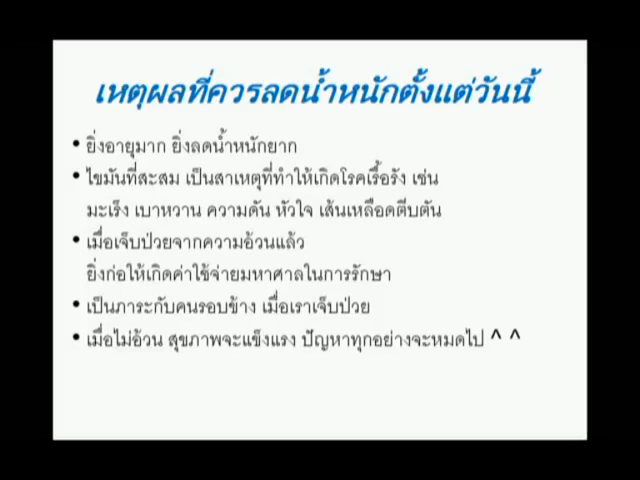 เหตุผลที่ควรลดน้ำหนักตั้งแต่วันนี้
• ยิ่งอายุมาก ยิ่งลดน้ำหนักยาก
• ไขมันที่สะสม เป็นสาเหตุที่ทำให้เกิดโรคเรื้อรัง เช่น
มะเร็ง เบาหวาน ความดัน หัวใจ เส้นเหลือดตีบตัน
• เมื่อเจ็บป่วยจากความอ้วนแล้ว
ยิ่งก่อให้เกิดค่าใช้จ่ายมหาศาลในการรักษา
• เป็นภาระกับคนรอบข้าง เมื่อเราเจ็บป่วย
• เมื่อไม่อ้วน สุขภาพจะแข็งแรง ปัญหาทุกอย่างจะหมดไป ^ ^